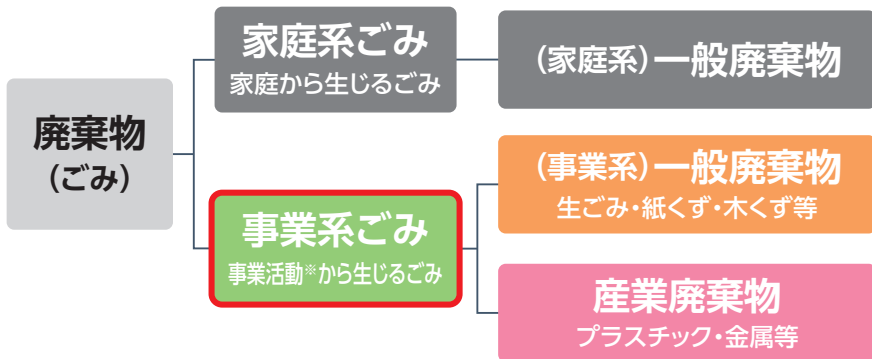 廃棄物
(ごみ)
家庭系ごみ
家庭から生じるごみ
(家庭系)一般廃棄物
事業系ごみ
事業活動※から生じるごみ
(事業系)一般廃棄物
生ごみ・紙くず・木くず等
産業廃棄物
プラスチック・金属等